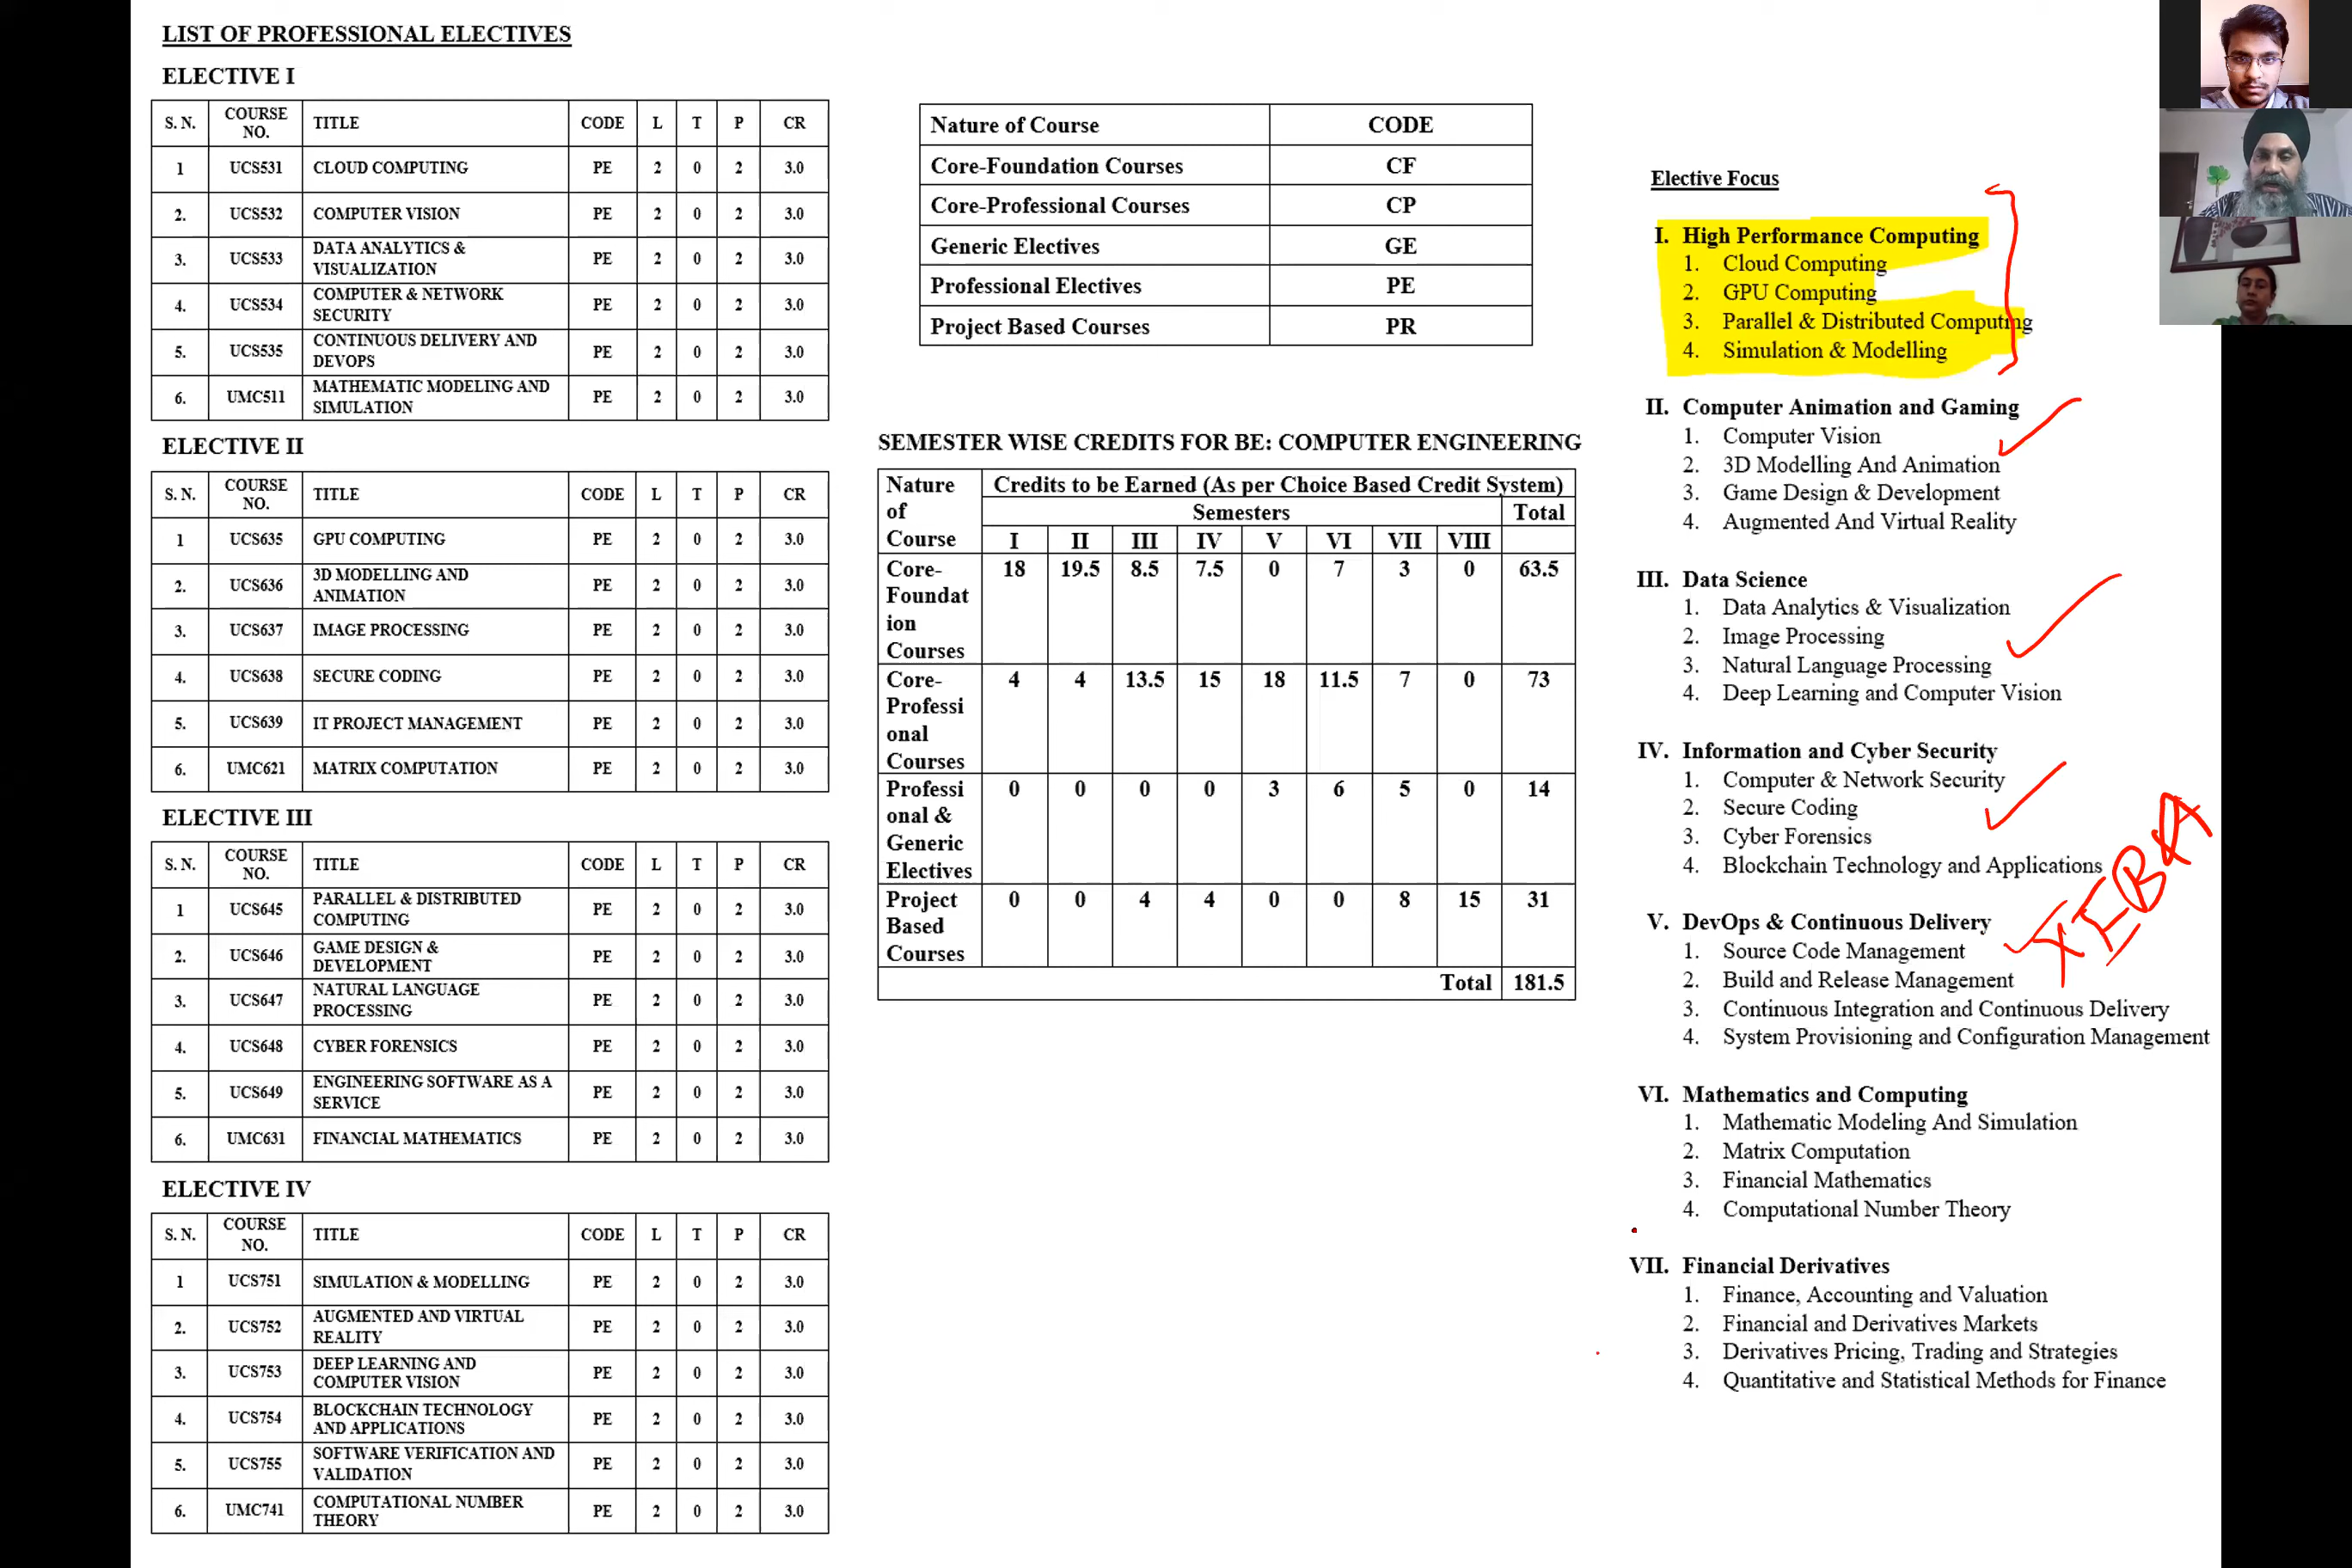 LIST OF PROFESSIONAL ELECTIVES
ELECTIVE I
S. N. COURSE NO. TITLE CODE L T P CR
1 UCS531 CLOUD COMPUTING PE 2 0 2 3.0
2. UCS532 COMPUTER VISION PE 2 0 2 3.0
3. UCS533 DATA ANALYTICS & VISUALIZATION PE 2 0 2 3.0
4. UCS534 COMPUTER & NETWORK SECURITY PE 2 0 2 3.0
5. UCS535 CONTINUOUS DELIVERY AND DEVOPS PE 2 0 2 3.0
6. UMC511 MATHEMATIC MODELING AND SIMULATION PE 2 0 2 3.0
ELECTIVE II
S. N. COURSE NO. TITLE CODE L T P CR
1 UCS635 GPU COMPUTING PE 2 0 2 3.0
2. UCS636 3D MODELLING AND ANIMATION PE 2 0 2 3.0
3. UCS637 IMAGE PROCESSING PE 2 0 2 3.0
4. UCS638 SECURE CODING PE 2 0 2 3.0
5. UCS639 IT PROJECT MANAGEMENT PE 2 0 2 3.0
6. UMC621 MATRIX COMPUTATION PE 2 0 2 3.0
ELECTIVE III
S. N. COURSE NO. TITLE CODE L T P CR
1 UCS645 PARALLEL & DISTRIBUTED COMPUTING PE 2 0 2 3.0
2. UCS646 GAME DESIGN & DEVELOPMENT PE 2 0 2 3.0
3. UCS647 NATURAL LANGUAGE PROCESSING PE 2 0 2 3.0
4. UCS648 CYBER FORENSICS PE 2 0 2 3.0
5. UCS649 ENGINEERING SOFTWARE AS A SERVICE PE 2 0 2 3.0
6. UMC631 FINANCIAL MATHEMATICS PE 2 0 2 3.0
ELECTIVE IV
S. N. COURSE NO. TITLE CODE L T P CR
1 UCS751 SIMULATION & MODELLING PE 2 0 2 3.0
2. UCS752 AUGMENTED AND VIRTUAL REALITY PE 2 0 2 3.0
3. UCS753 DEEP LEARNING AND COMPUTER VISION PE 2 0 2 3.0
4. UCS754 BLOCKCHAIN TECHNOLOGY AND APPLICATIONS PE 2 0 2 3.0
5. UCS755 SOFTWARE VERIFICATION AND VALIDATION PE 2 0 2 3.0
6. UMC741 COMPUTATIONAL NUMBER THEORY PE 2 0 2 3.0
Nature of Course CODE
Core-Foundation Courses CF
Core-Professional Courses CP
Generic Electives GE
Professional Electives PE
Project Based Courses PR
SEMESTER WISE CREDITS FOR BE: COMPUTER ENGINEERING
Nature of Course Credits to be Earned (As per Choice Based Credit System)
Semesters Total
I II III IV V VI VII VIII
Core-Foundation Courses 18 19.5 8.5 7.5 0 7 3 0 63.5
Core-Professional Courses 4 4 13.5 15 18 11.5 7 0 73
Professional & Generic Electives 0 0 0 0 3 6 5 0 14
Project Based Courses 0 0 4 4 0 0 8 15 31
Total 181.5
Elective Focus
I. High Performance Computing
1. Cloud Computing
2. GPU Computing
3. Parallel & Distributed Computing
4. Simulation & Modelling
II. Computer Animation and Gaming
1. Computer Vision
2. 3D Modelling And Animation
3. Game Design & Development
4. Augmented And Virtual Reality
III. Data Science
1. Data Analytics & Visualization
2. Image Processing
3. Natural Language Processing
4. Deep Learning and Computer Vision
IV. Information and Cyber Security
1. Computer & Network Security
2. Secure Coding
3. Cyber Forensics
4. Blockchain Technology and Applications
XEBA
V. DevOps & Continuous Delivery
1. Source Code Management
2. Build and Release Management
3. Continuous Integration and Continuous Delivery
4. System Provisioning and Configuration Management
VI. Mathematics and Computing
1. Mathematic Modeling And Simulation
2. Matrix Computation
3. Financial Mathematics
4. Computational Number Theory
VII. Financial Derivatives
1. Finance, Accounting and Valuation
2. Financial and Derivatives Markets
3. Derivatives Pricing, Trading and Strategies
4. Quantitative and Statistical Methods for Finance